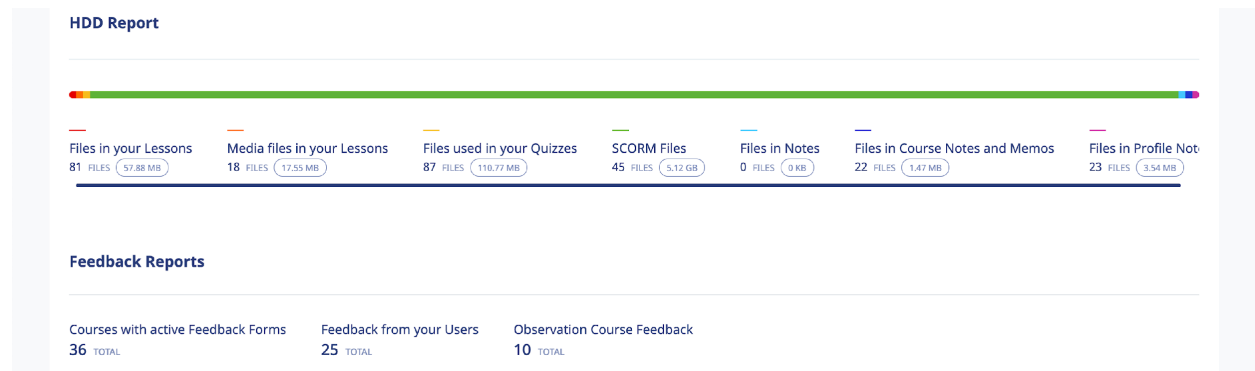 HDD Report
Files in your Lessons
81 FILES 57.88 MB
Media files in your Lessons
18 FILES 17.55 MB
Files used in your Quizzes
87 FILES 110.77 MB
SCORM Files
45 FILES 5.12 GB
Files in Notes
0 FILES 0 KB
Files in Course Notes and Memos
22 FILES 1.47 MB
Files in Profile Not
23 FILES 3.54 MB
Feedback Reports
Courses with active Feedback Forms
36 TOTAL
Feedback from your Users
25 TOTAL
Observation Course Feedback
10 TOTAL